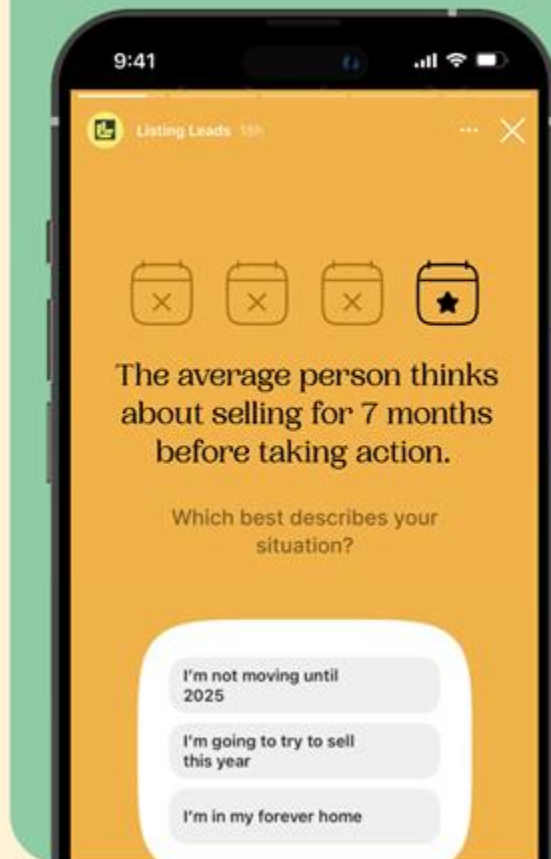 9:41
Listing Leads 18h
The average person thinks
about selling for 7 months
before taking action.
Which best describes your
situation?
I'm not moving until
2025
I'm going to try to sell
this year
I'm in my forever home